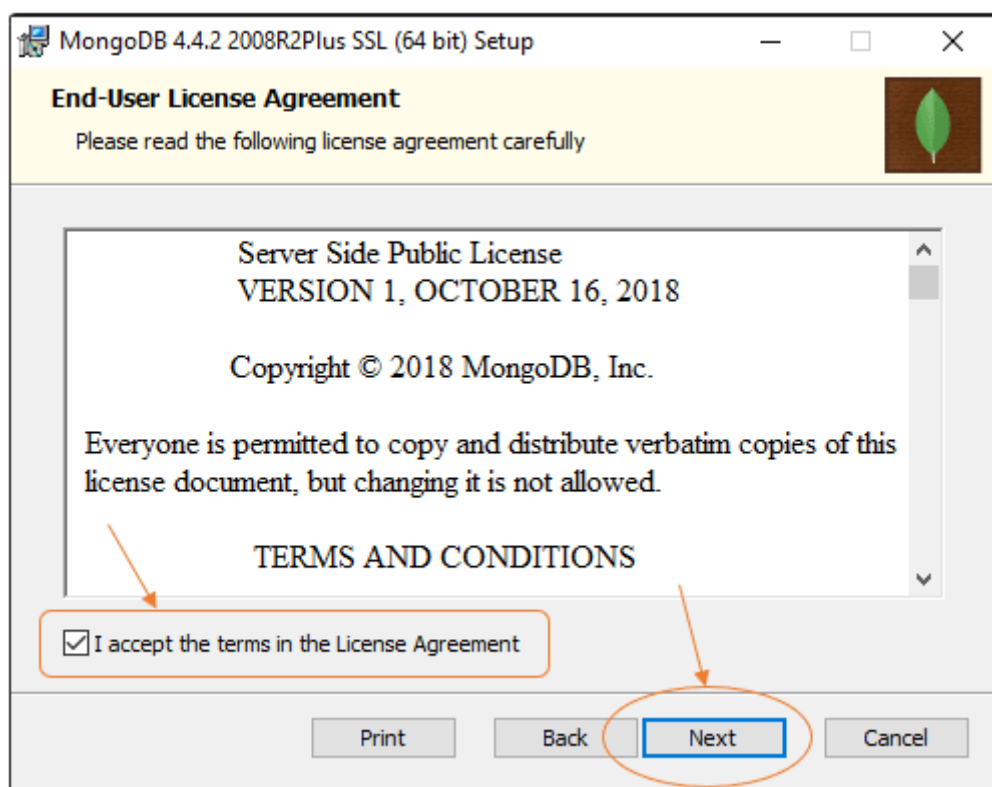 MongoDB 4.4.2 2008R2Plus SSL (64 bit) Setup
End-User License Agreement
Please read the following license agreement carefully
Server Side Public License
VERSION 1, OCTOBER 16, 2018
Copyright © 2018 MongoDB, Inc.
Everyone is permitted to copy and distribute verbatim copies of this
license document, but changing it is not allowed.
TERMS AND CONDITIONS
I accept the terms in the License Agreement
Print Back Next Cancel